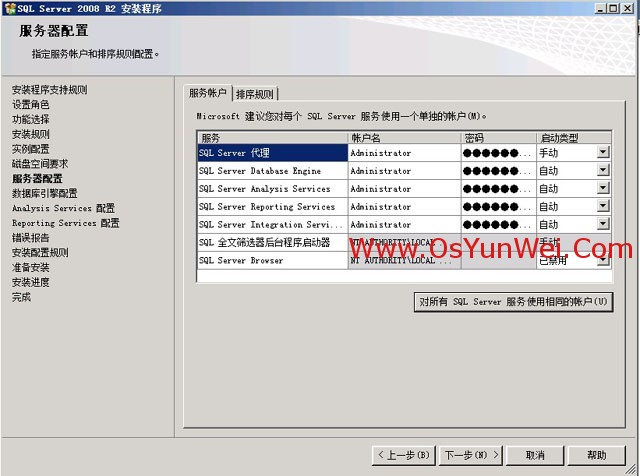 SQL Server 2008 R2 安装程序
服务器配置
指定服务帐户和排序规则配置。
安装程序支持规则
设置角色
功能选择
安装规则
实例配置
磁盘空间要求
服务器配置
数据库引擎配置
Analysis Services 配置
Reporting Services 配置
错误报告
安装配置规则
准备安装
安装进度
完成
服务帐户 排序规则
Microsoft 建议您对每个 SQL Server 服务使用一个单独的帐户(M)。
服务 帐户名 密码 启动类型
SQL Server 代理 Administrator ●●●●●●... 手动
SQL Server Database Engine Administrator ●●●●●●... 自动
SQL Server Analysis Services Administrator ●●●●●●... 自动
SQL Server Reporting Services Administrator ●●●●●●... 自动
SQL Server Integration Servi... Administrator ●●●●●●... 自动
SQL 全文筛选器后台程序启动器 NT AUTHORITY\LOCAL ... 手动
www.OsYunWei.Com
SQL Server Browser NT AUTHORITY\LOCAL ... 已禁用
对所有 SQL Server 服务使用相同的帐户(U)
< 上一步(B) 下一步(N) > 取消 帮助